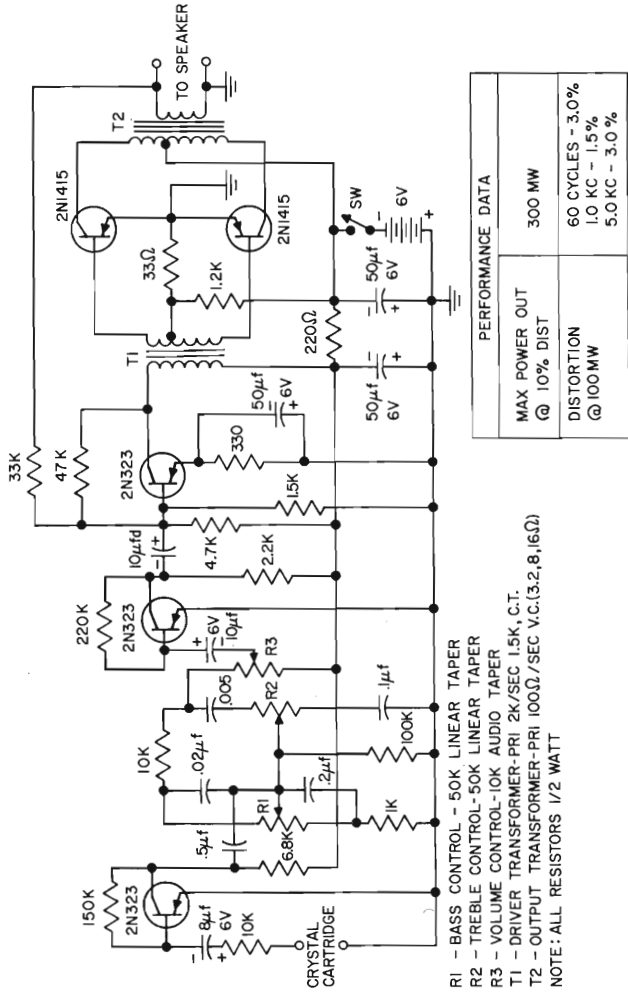 33K
47K
220K
150K
2N323
2N323
2N323
8µf
6V
10K
CRYSTAL
CARTRIDGE
.5µf
6.8K
R1
.02µf
10K
.2µf
1K
100K
.005
R2
.1µf
R3
6V
10µf
10µfd
2.2K
4.7K
1.5K
330
50µf
6V
T1
220Ω
50µf
6V
50µf
6V
33Ω
1.2K
2N1415
2N1415
T2
TO SPEAKER
SW
6V
R1 - BASS CONTROL - 50K LINEAR TAPER
R2 - TREBLE CONTROL-50K LINEAR TAPER
R3 - VOLUME CONTROL-10K AUDIO TAPER
T1 - DRIVER TRANSFORMER-PRI 2K/SEC 1.5K, C.T.
T2 - OUTPUT TRANSFORMER-PRI 100Ω/SEC V.C.(3.2,8,16Ω)
NOTE: ALL RESISTORS 1/2 WATT
PERFORMANCE DATA
MAX POWER OUT
@ 10% DIST
300 MW
DISTORTION
@ 100 MW
60 CYCLES - 3.0%
1.0 KC - 1.5%
5.0 KC - 3.0%